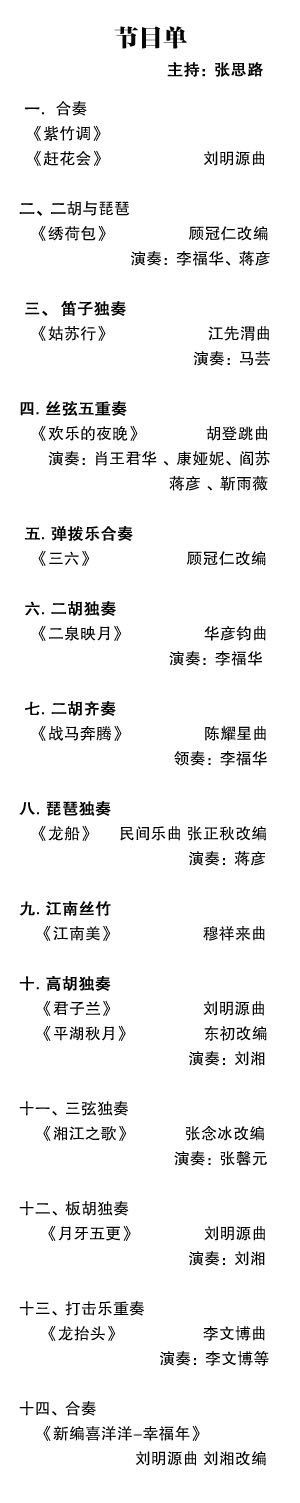 节目单
主持：张思路
一. 合奏
《紫竹调》
《赶花会》 刘明源曲
二、二胡与琵琶
《绣荷包》 顾冠仁改编
演奏：李福华、蒋彦
三、 笛子独奏
《姑苏行》 江先渭曲
演奏：马芸
四. 丝弦五重奏
《欢乐的夜晚》 胡登跳曲
演奏：肖王君华 、康娅妮、阎苏
蒋彦 、靳雨薇
五. 弹拨乐合奏
《三六》 顾冠仁改编
六. 二胡独奏
《二泉映月》 华彦钧曲
演奏：李福华
七. 二胡齐奏
《战马奔腾》 陈耀星曲
领奏：李福华
八. 琵琶独奏
《龙船》 民间乐曲 张正秋改编
演奏：蒋彦
九. 江南丝竹
《江南美》 穆祥来曲
十. 高胡独奏
《君子兰》 刘明源曲
《平湖秋月》 东初改编
演奏：刘湘
十一、三弦独奏
《湘江之歌》 张念冰改编
演奏：张馨元
十二、板胡独奏
《月牙五更》 刘明源曲
演奏：刘湘
十三、打击乐重奏
《龙抬头》 李文博曲
演奏：李文博等
十四、合奏
《新编喜洋洋–幸福年》
刘明源曲 刘湘改编